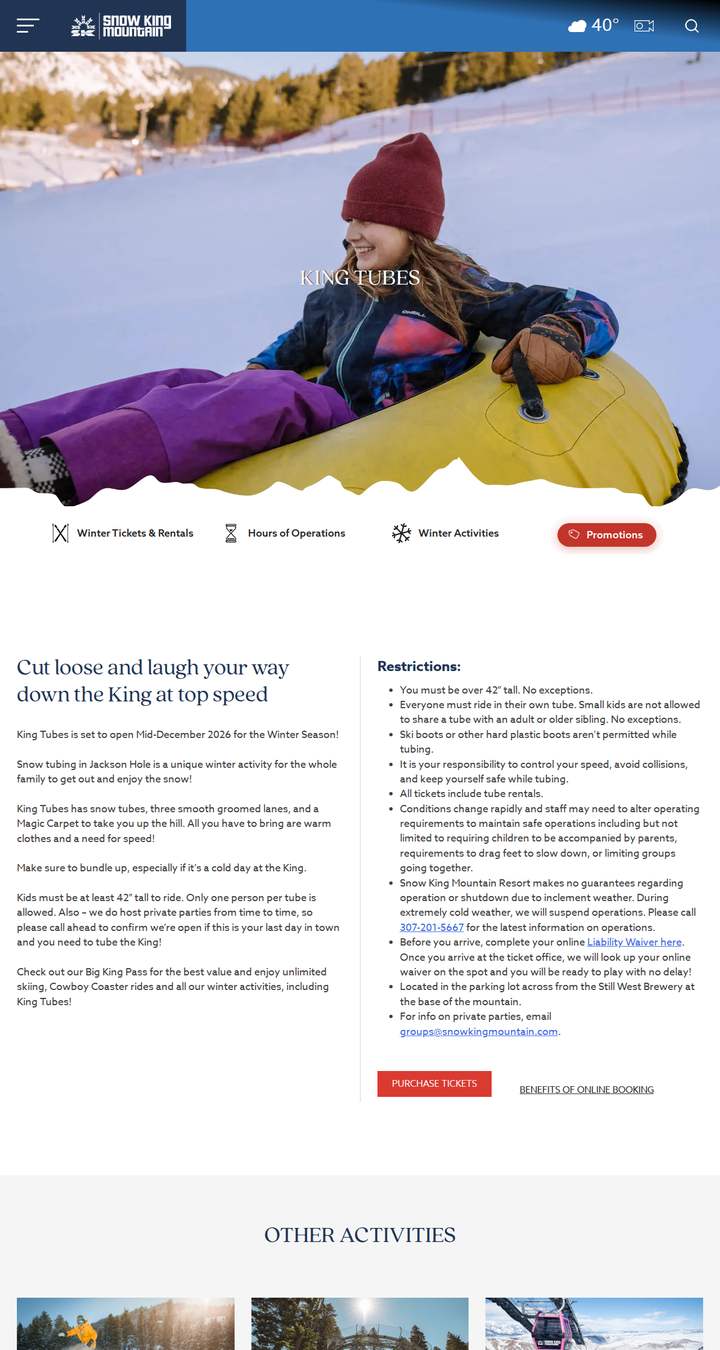 SNOW KING
MOUNTAIN
40°
KING TUBES
O'NEILL
Winter Tickets & Rentals
Hours of Operations
Winter Activities
Promotions
Cut loose and laugh your way
down the King at top speed
King Tubes is set to open Mid-December 2026 for the Winter Season!
Snow tubing in Jackson Hole is a unique winter activity for the whole
family to get out and enjoy the snow!
King Tubes has snow tubes, three smooth groomed lanes, and a
Magic Carpet to take you up the hill. All you have to bring are warm
clothes and a need for speed!
Make sure to bundle up, especially if it's a cold day at the King.
Kids must be at least 42" tall to ride. Only one person per tube is
allowed. Also – we do host private parties from time to time, so
please call ahead to confirm we're open if this is your last day in town
and you need to tube the King!
Check out our Big King Pass for the best value and enjoy unlimited
skiing, Cowboy Coaster rides and all our winter activities, including
King Tubes!
Restrictions:
You must be over 42" tall. No exceptions.
Everyone must ride in their own tube. Small kids are not allowed
to share a tube with an adult or older sibling. No exceptions.
Ski boots or other hard plastic boots aren't permitted while
tubing.
It is your responsibility to control your speed, avoid collisions,
and keep yourself safe while tubing.
All tickets include tube rentals.
Conditions change rapidly and staff may need to alter operating
requirements to maintain safe operations including but not
limited to requiring children to be accompanied by parents,
requirements to drag feet to slow down, or limiting groups
going together.
Snow King Mountain Resort makes no guarantees regarding
operation or shutdown due to inclement weather. During
extremely cold weather, we will suspend operations. Please call
307-201-5667 for the latest information on operations.
Before you arrive, complete your online Liability Waiver here.
Once you arrive at the ticket office, we will look up your online
waiver on the spot and you will be ready to play with no delay!
Located in the parking lot across from the Still West Brewery at
the base of the mountain.
For info on private parties, email
groups@snowkingmountain.com.
PURCHASE TICKETS
BENEFITS OF ONLINE BOOKING
OTHER ACTIVITIES